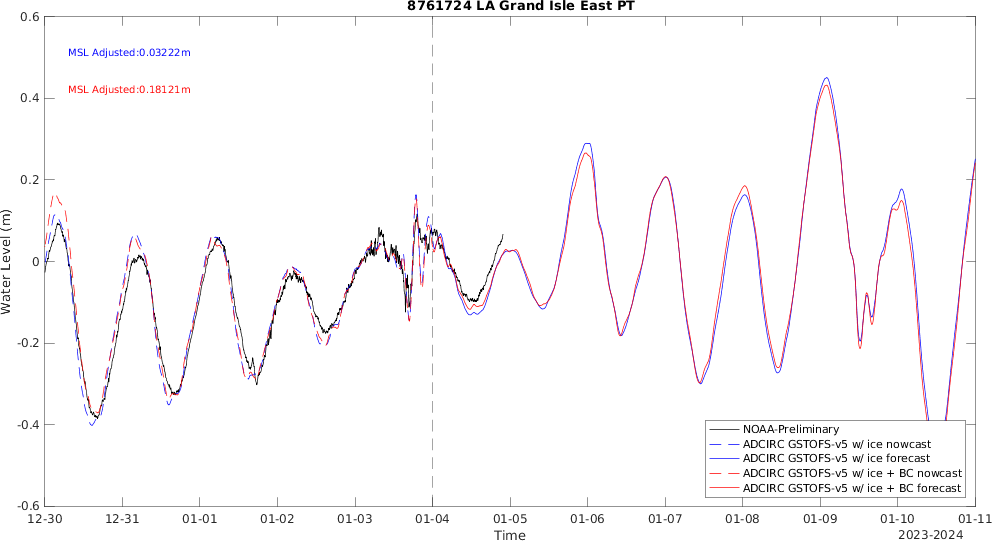 8761724 LA Grand Isle East PT
MSL Adjusted:0.03222m
MSL Adjusted:0.18121m
Water Level (m)
0.6
0.4
0.2
0
-0.2
-0.4
-0.6
NOAA-Preliminary
ADCIRC GSTOFS-v5 w/ ice nowcast
ADCIRC GSTOFS-v5 w/ ice forecast
ADCIRC GSTOFS-v5 w/ ice + BC nowcast
ADCIRC GSTOFS-v5 w/ ice + BC forecast
12-30 12-31 01-01 01-02 01-03 01-04 01-05 01-06 01-07 01-08 01-09 01-10 01-11
Time
2023-2024